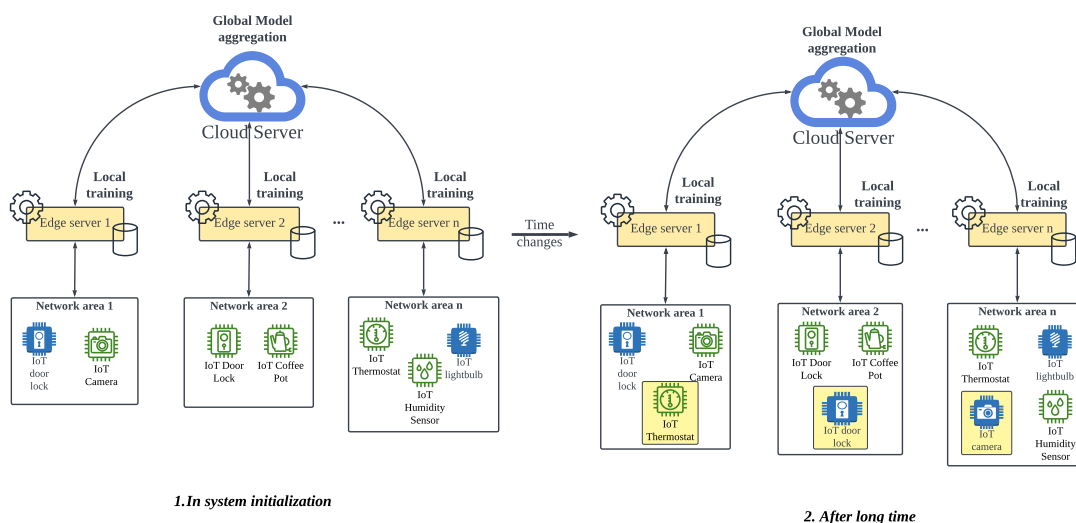 Global Model
aggregation
Cloud Server
Local
training
Local
training
Local
training
Edge server 1
Edge server 2
...
Edge server n
Network area 1
IoT
door
lock
IoT
Camera
Network area 2
IoT Door
Lock
IoT Coffee
Pot
Network area n
IoT
Thermostat
IoT
Humidity
Sensor
IoT
lightbulb
1.In system initialization
Time
changes
Global Model
aggregation
Cloud Server
Local
training
Local
training
Local
training
Edge server 1
Edge server 2
...
Edge server n
Network area 1
IoT
door
lock
IoT
Camera
IoT
Thermostat
Network area 2
IoT Door
Lock
IoT Coffee
Pot
IoT door
lock
Network area n
IoT
Thermostat
IoT
lightbulb
IoT
camera
IoT
Humidity
Sensor
2. After long time